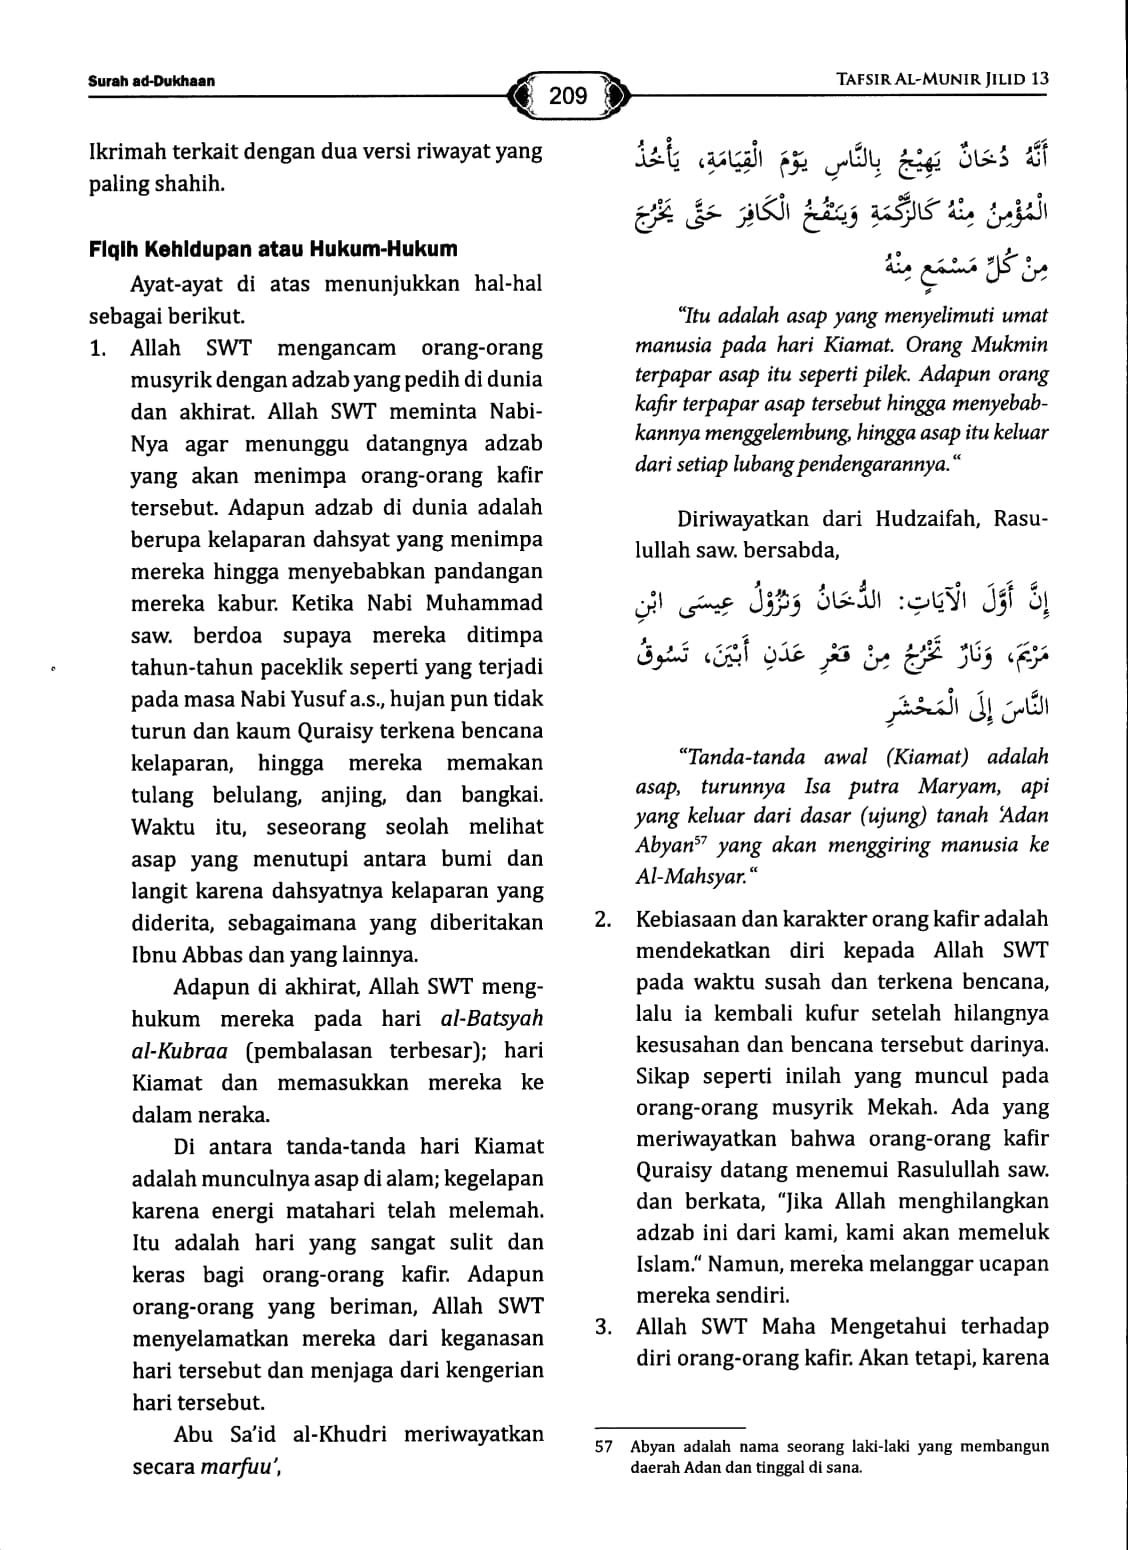 Surah ad-Dukhaan
209
TAFSIR AL-MUNIR JILID 13
Ikrimah terkait dengan dua versi riwayat yang
paling shahih.
Fiqih Kehidupan atau Hukum-Hukum
Ayat-ayat di atas menunjukkan hal-hal
sebagai berikut.
1. Allah SWT mengancam orang-orang
musyrik dengan adzab yang pedih di dunia
dan akhirat. Allah SWT meminta Nabi-
Nya agar menunggu datangnya adzab
yang akan menimpa orang-orang kafir
tersebut. Adapun adzab di dunia adalah
berupa kelaparan dahsyat yang menimpa
mereka hingga menyebabkan pandangan
mereka kabur. Ketika Nabi Muhammad
saw. berdoa supaya mereka ditimpa
tahun-tahun paceklik seperti yang terjadi
pada masa Nabi Yusuf a.s., hujan pun tidak
turun dan kaum Quraisy terkena bencana
kelaparan, hingga mereka memakan
tulang belulang, anjing, dan bangkai.
Waktu itu, seseorang seolah melihat
asap yang menutupi antara bumi dan
langit karena dahsyatnya kelaparan yang
diderita, sebagaimana yang diberitakan
Ibnu Abbas dan yang lainnya.
Adapun di akhirat, Allah SWT meng-
hukum mereka pada hari al-Batsyah
al-Kubraa (pembalasan terbesar); hari
Kiamat dan memasukkan mereka ke
dalam neraka.
Di antara tanda-tanda hari Kiamat
adalah munculnya asap di alam; kegelapan
karena energi matahari telah melemah.
Itu adalah hari yang sangat sulit dan
keras bagi orang-orang kafir. Adapun
orang-orang yang beriman, Allah SWT
menyelamatkan mereka dari keganasan
hari tersebut dan menjaga dari kengerian
hari tersebut.
Abu Sa’id al-Khudri meriwayatkan
secara marfuu’,
أَنَّهُ دُخَانٌ يَهِيْجُ بِالنَّاسِ يَوْمَ الْقِيَامَةِ، يَأْخُذُ
الْمُؤْمِنُ مِنْهُ كَالزُّكْمَةِ وَيَنْفُخُ الْكَافِرَ حَتَّى يَخْرُجَ
مِنْ كُلِّ مَسْمَعٍ مِنْهُ
“Itu adalah asap yang menyelimuti umat
manusia pada hari Kiamat. Orang Mukmin
terpapar asap itu seperti pilek. Adapun orang
kafir terpapar asap tersebut hingga menyebab-
kannya menggelembung, hingga asap itu keluar
dari setiap lubang pendengarannya.“
Diriwayatkan dari Hudzaifah, Rasu-
lullah saw. bersabda,
إِنَّ أَوَّلَ الْآيَاتِ: الدُّخَانُ وَنُزُوْلُ عِيسَى ابْنِ
مَرْيَمَ، وَنَارٌ تَخْرُجُ مِنْ قَعْرِ عَدَنِ أَبْيَنَ، تَسُوقُ
النَّاسَ إِلَى الْمَحْشَرِ
“Tanda-tanda awal (Kiamat) adalah
asap, turunnya Isa putra Maryam, api
yang keluar dari dasar (ujung) tanah ‘Adan
Abyan⁵⁷ yang akan menggiring manusia ke
Al-Mahsyar.“
2. Kebiasaan dan karakter orang kafir adalah
mendekatkan diri kepada Allah SWT
pada waktu susah dan terkena bencana,
lalu ia kembali kufur setelah hilangnya
kesusahan dan bencana tersebut darinya.
Sikap seperti inilah yang muncul pada
orang-orang musyrik Mekah. Ada yang
meriwayatkan bahwa orang-orang kafir
Quraisy datang menemui Rasulullah saw.
dan berkata, “Jika Allah menghilangkan
adzab ini dari kami, kami akan memeluk
Islam.“ Namun, mereka melanggar ucapan
mereka sendiri.
3. Allah SWT Maha Mengetahui terhadap
diri orang-orang kafir. Akan tetapi, karena
57 Abyan adalah nama seorang laki-laki yang membangun
daerah Adan dan tinggal di sana.